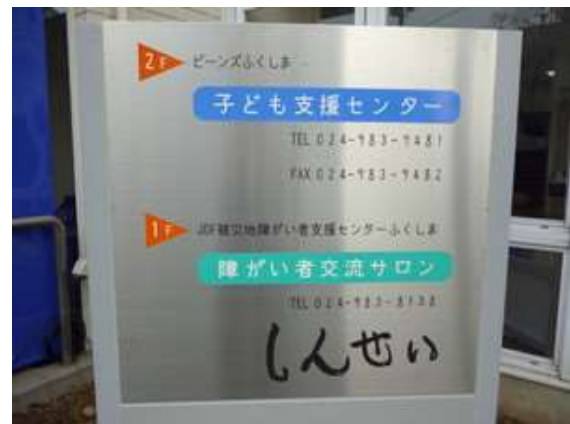 2F ビーンズふくしま
子ども支援センター
TEL 024-983-9481
FAX 024-983-9482
1F JDF被災地障がい者支援センターふくしま
障がい者交流サロン
TEL 024-983-8138
しんせい